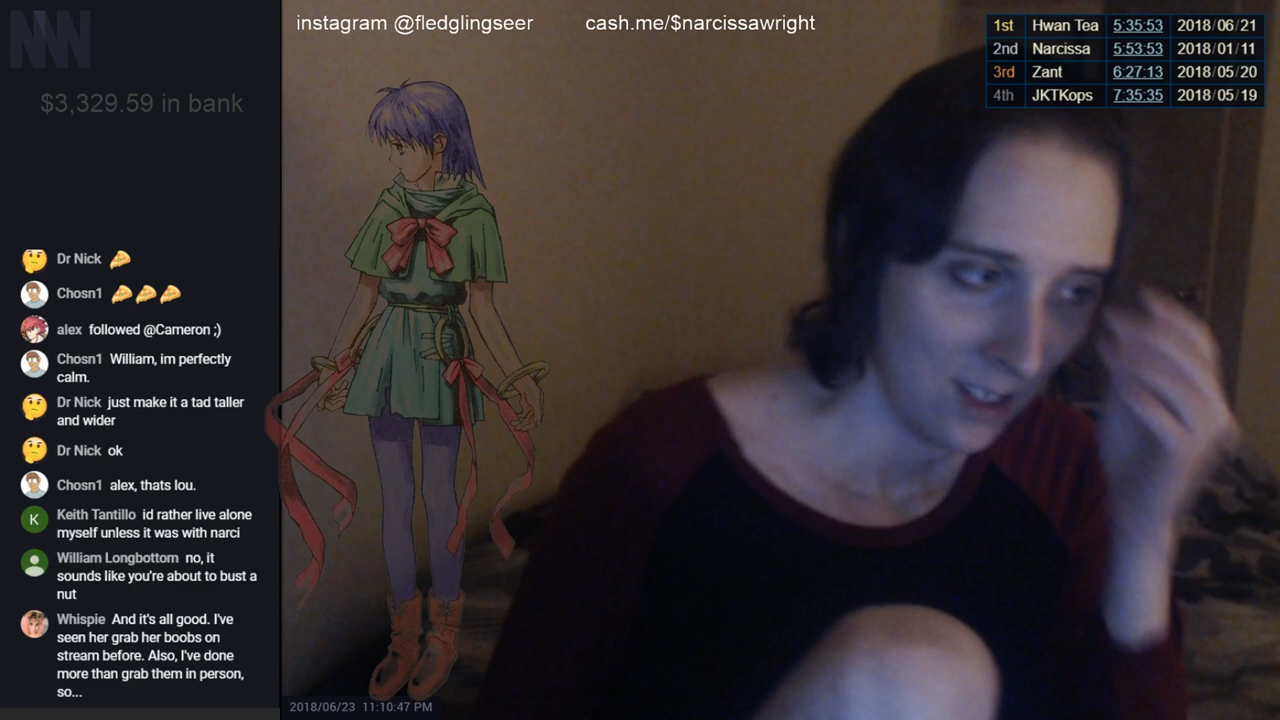 NNN
instagram @fledglingseer cash.me/$narcissawright
1st Hwan Tea 5:35:53 2018/06/21
2nd Narcissa 5:53:53 2018/01/11
3rd Zant 6:27:13 2018/05/20
4th JKTKops 7:35:35 2018/05/19
$3,329.59 in bank
Dr Nick 🍕
Chosn1 🍕🍕🍕
alex followed @Cameron ;)
Chosn1 William, im perfectly
calm.
Dr Nick just make it a tad taller
and wider
Dr Nick ok
Chosn1 alex, thats lou.
K
Keith Tantillo id rather live alone
myself unless it was with narci
William Longbottom no, it
sounds like you're about to bust a
nut
Whispie And it's all good. I've
seen her grab her boobs on
stream before. Also, I've done
more than grab them in person,
so...
2018/06/23 11:10:47 PM